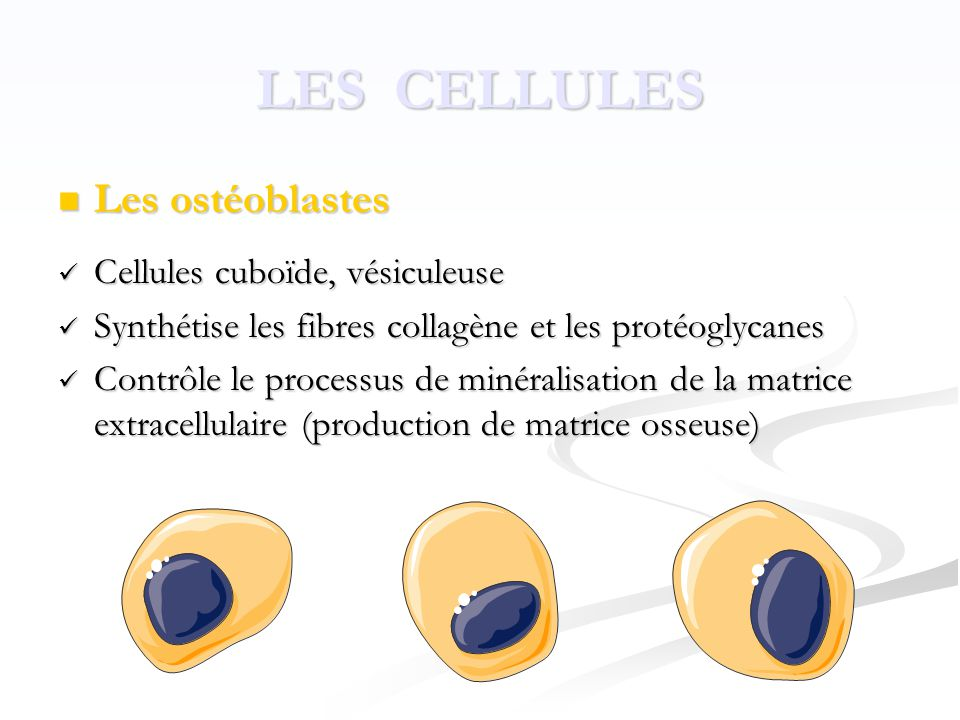 LES CELLULES
Les ostéoblastes
Cellules cuboïde, vésiculeuse
Synthétise les fibres collagène et les protéoglycanes
Contrôle le processus de minéralisation de la matrice
extracellulaire (production de matrice osseuse)